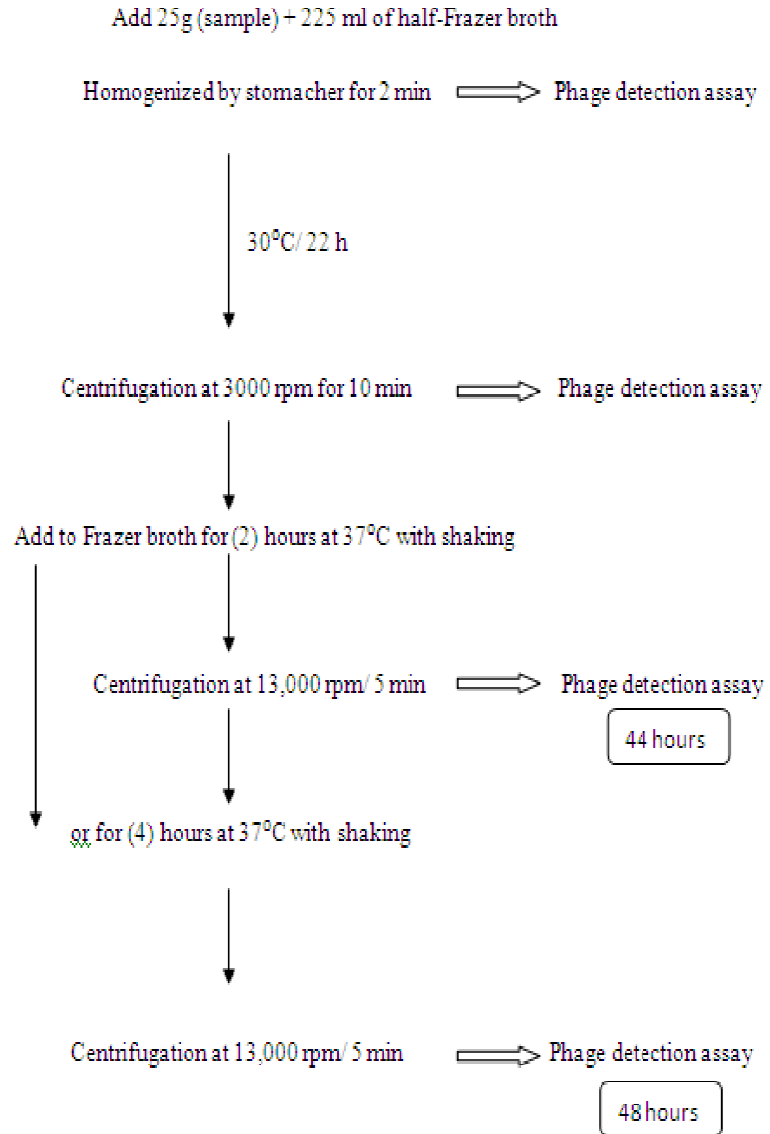 Add 25g (sample) + 225 ml of half-Frazer broth
Homogenized by stomacher for 2 min
Phage detection assay
30°C/ 22 h
Centrifugation at 3000 rpm for 10 min
Phage detection assay
Add to Frazer broth for (2) hours at 37°C with shaking
Centrifugation at 13,000 rpm/ 5 min
Phage detection assay
44 hours
or for (4) hours at 37°C with shaking
Centrifugation at 13,000 rpm/ 5 min
Phage detection assay
48 hours